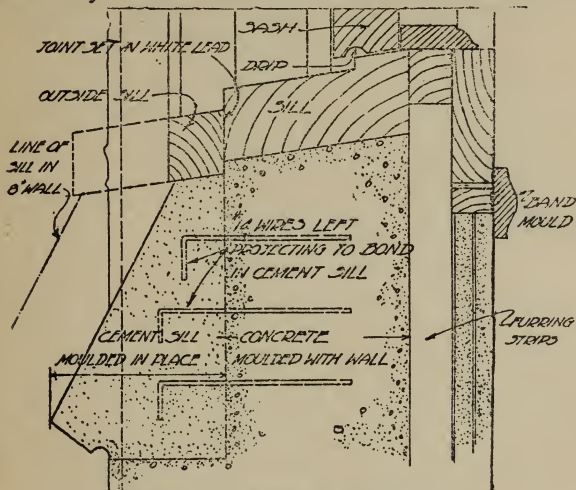 SASH
JOINT SET IN WHITE LEAD
DRIP
OUTSIDE SILL
SILL
LINE OF
SILL IN
8" WALL
BAND
MOULD
WIRES LEFT
PROTECTING TO BOND
IN CEMENT SILL
CEMENT SILL
MOULDED IN PLACE
CONCRETE
MOULDED WITH WALL
FURRING
STRIPS